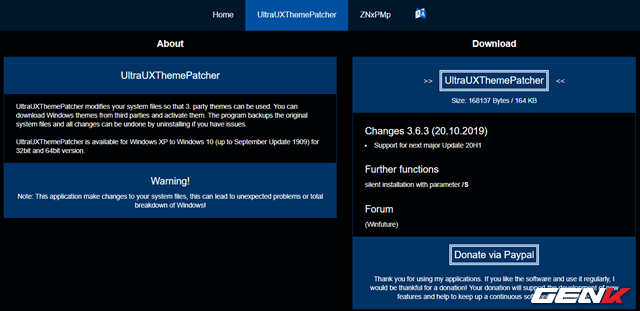 Home UltraUXThemePatcher ZNxPMp
About
UltraUXThemePatcher
UltraUXThemePatcher modifies your system files so that 3. party themes can be used. You can
download Windows themes from third parties and activate them. The program backups the original
system files and all changes can be undone by uninstalling if you have issues.
UltraUXThemePatcher is available for Windows XP to Windows 10 (up to September Update 1909) for
32bit and 64bit version.
Warning!
Note: This application make changes to your system files, this can lead to unexpected problems or total
breakdown of Windows!
Download
>> UltraUXThemePatcher <<
Size: 168137 Bytes / 164 KB
Changes 3.6.3 (20.10.2019)
• Support for next major Update 20H1
Further functions
silent installation with parameter /S
Forum
(Winfuture)
Donate via Paypal
Thank you for using my applications. If you like the software and use it regularly, I
would be thankful for a donation! Your donation will support the development of new
features and help to keep up a continuous
GENK